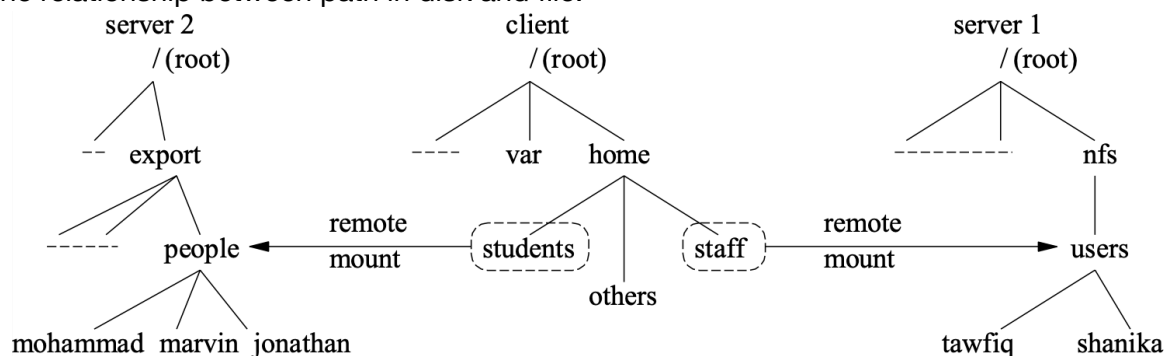 server 2 client server 1
/ (root) / (root) / (root)
export var home nfs
remote remote
people students staff users
mount mount
others
mohammad marvin jonathan tawfiq shanika